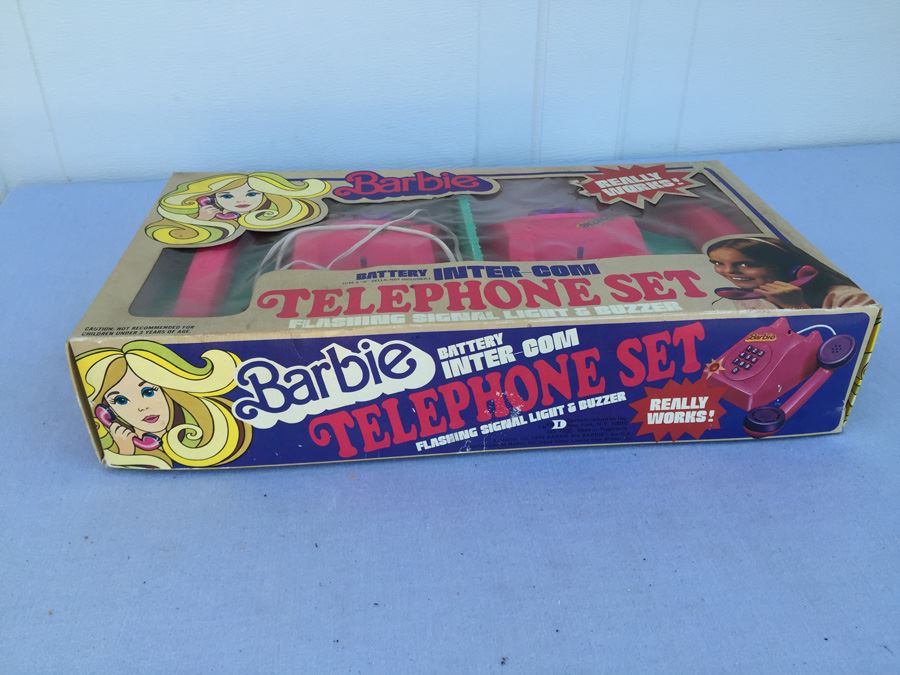 Barbie
REALLY
WORKS!
BATTERY INTER-COM
TELEPHONE SET
FLASHING SIGNAL LIGHT & BUZZER
CAUTION: NOT RECOMMENDED FOR
CHILDREN UNDER 3 YEARS OF AGE.
Barbie
BATTERY
INTER-COM
TELEPHONE SET
FLASHING SIGNAL LIGHT & BUZZER
REALLY
WORKS!
Barbie